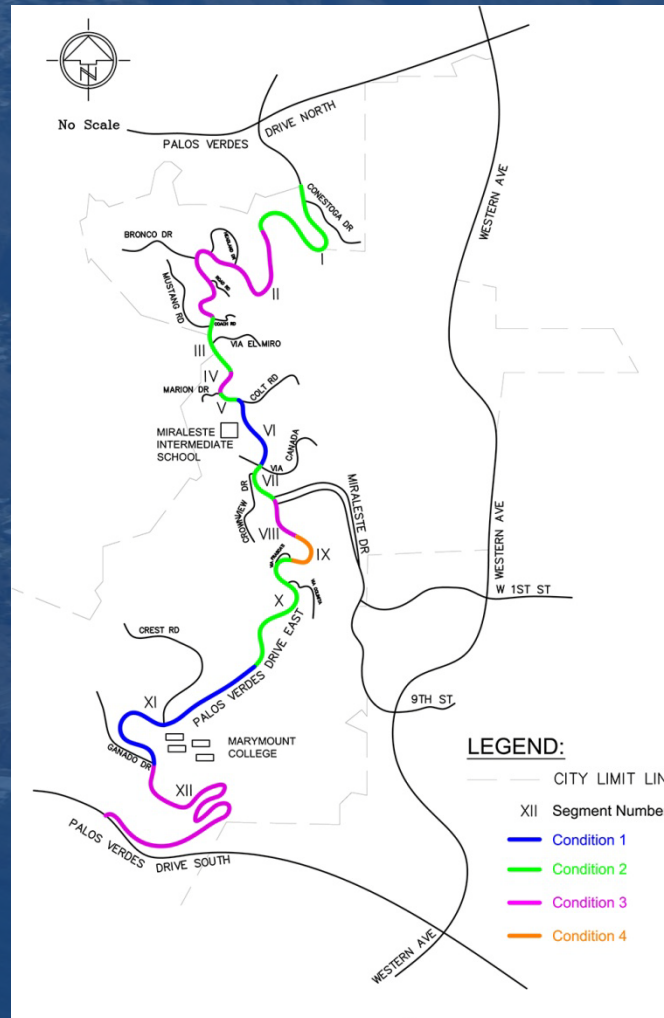 N
No Scale
PALOS VERDES
DRIVE NORTH
WESTERN AVE
CONESTOGA DR
I
BRONCO DR
HEADLAND DR
II
MUSTANG RD
ROAN RD
COACH RD
III
VIA EL MIRO
IV
MARION DR
COLT RD
V
MIRALESTE
INTERMEDIATE
SCHOOL
VI
VIA
CANADA
VII
CROWNVIEW DR
MIRALESTE DR
VIII
IX
WESTERN AVE
W 1ST ST
X
CREST RD
PALOS VERDES DRIVE EAST
XI
9TH ST
GANADO DR
MARYMOUNT
COLLEGE
XII
PALOS VERDES
DRIVE SOUTH
WESTERN AVE
LEGEND:
CITY LIMIT LIN
XII Segment Numbe
Condition 1
Condition 2
Condition 3
Condition 4